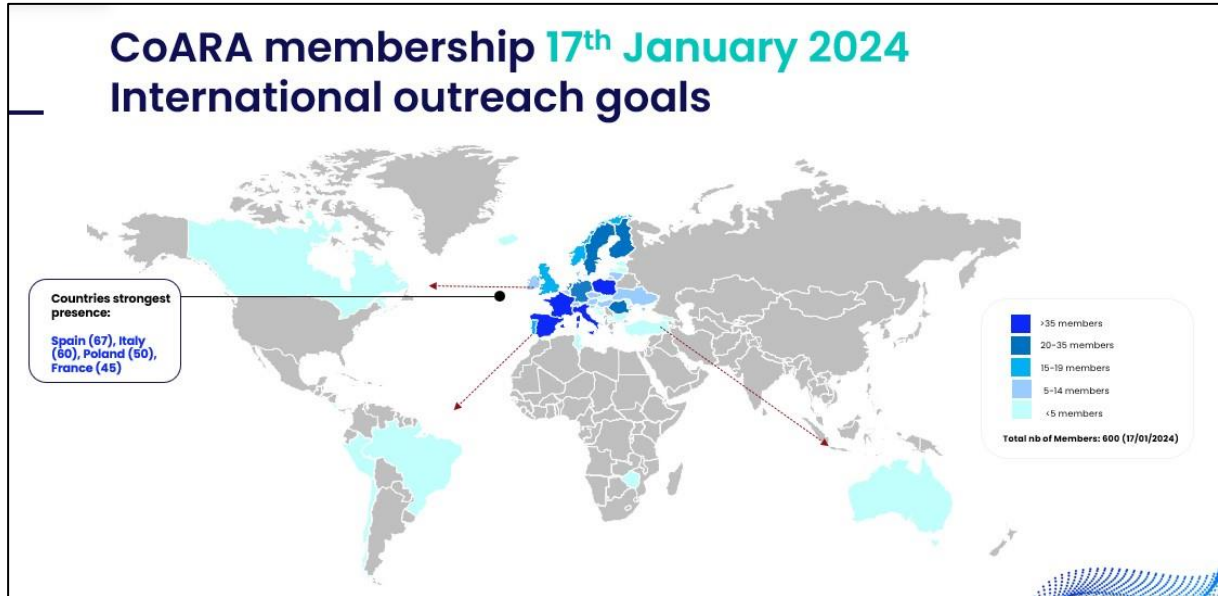 CoARA membership 17th January 2024
International outreach goals
Countries strongest
presence:
Spain (67), Italy
(60), Poland (50),
France (45)
>35 members
20-35 members
15-19 members
5-14 members
<5 members
Total nb of Members: 600 (17/01/2024)